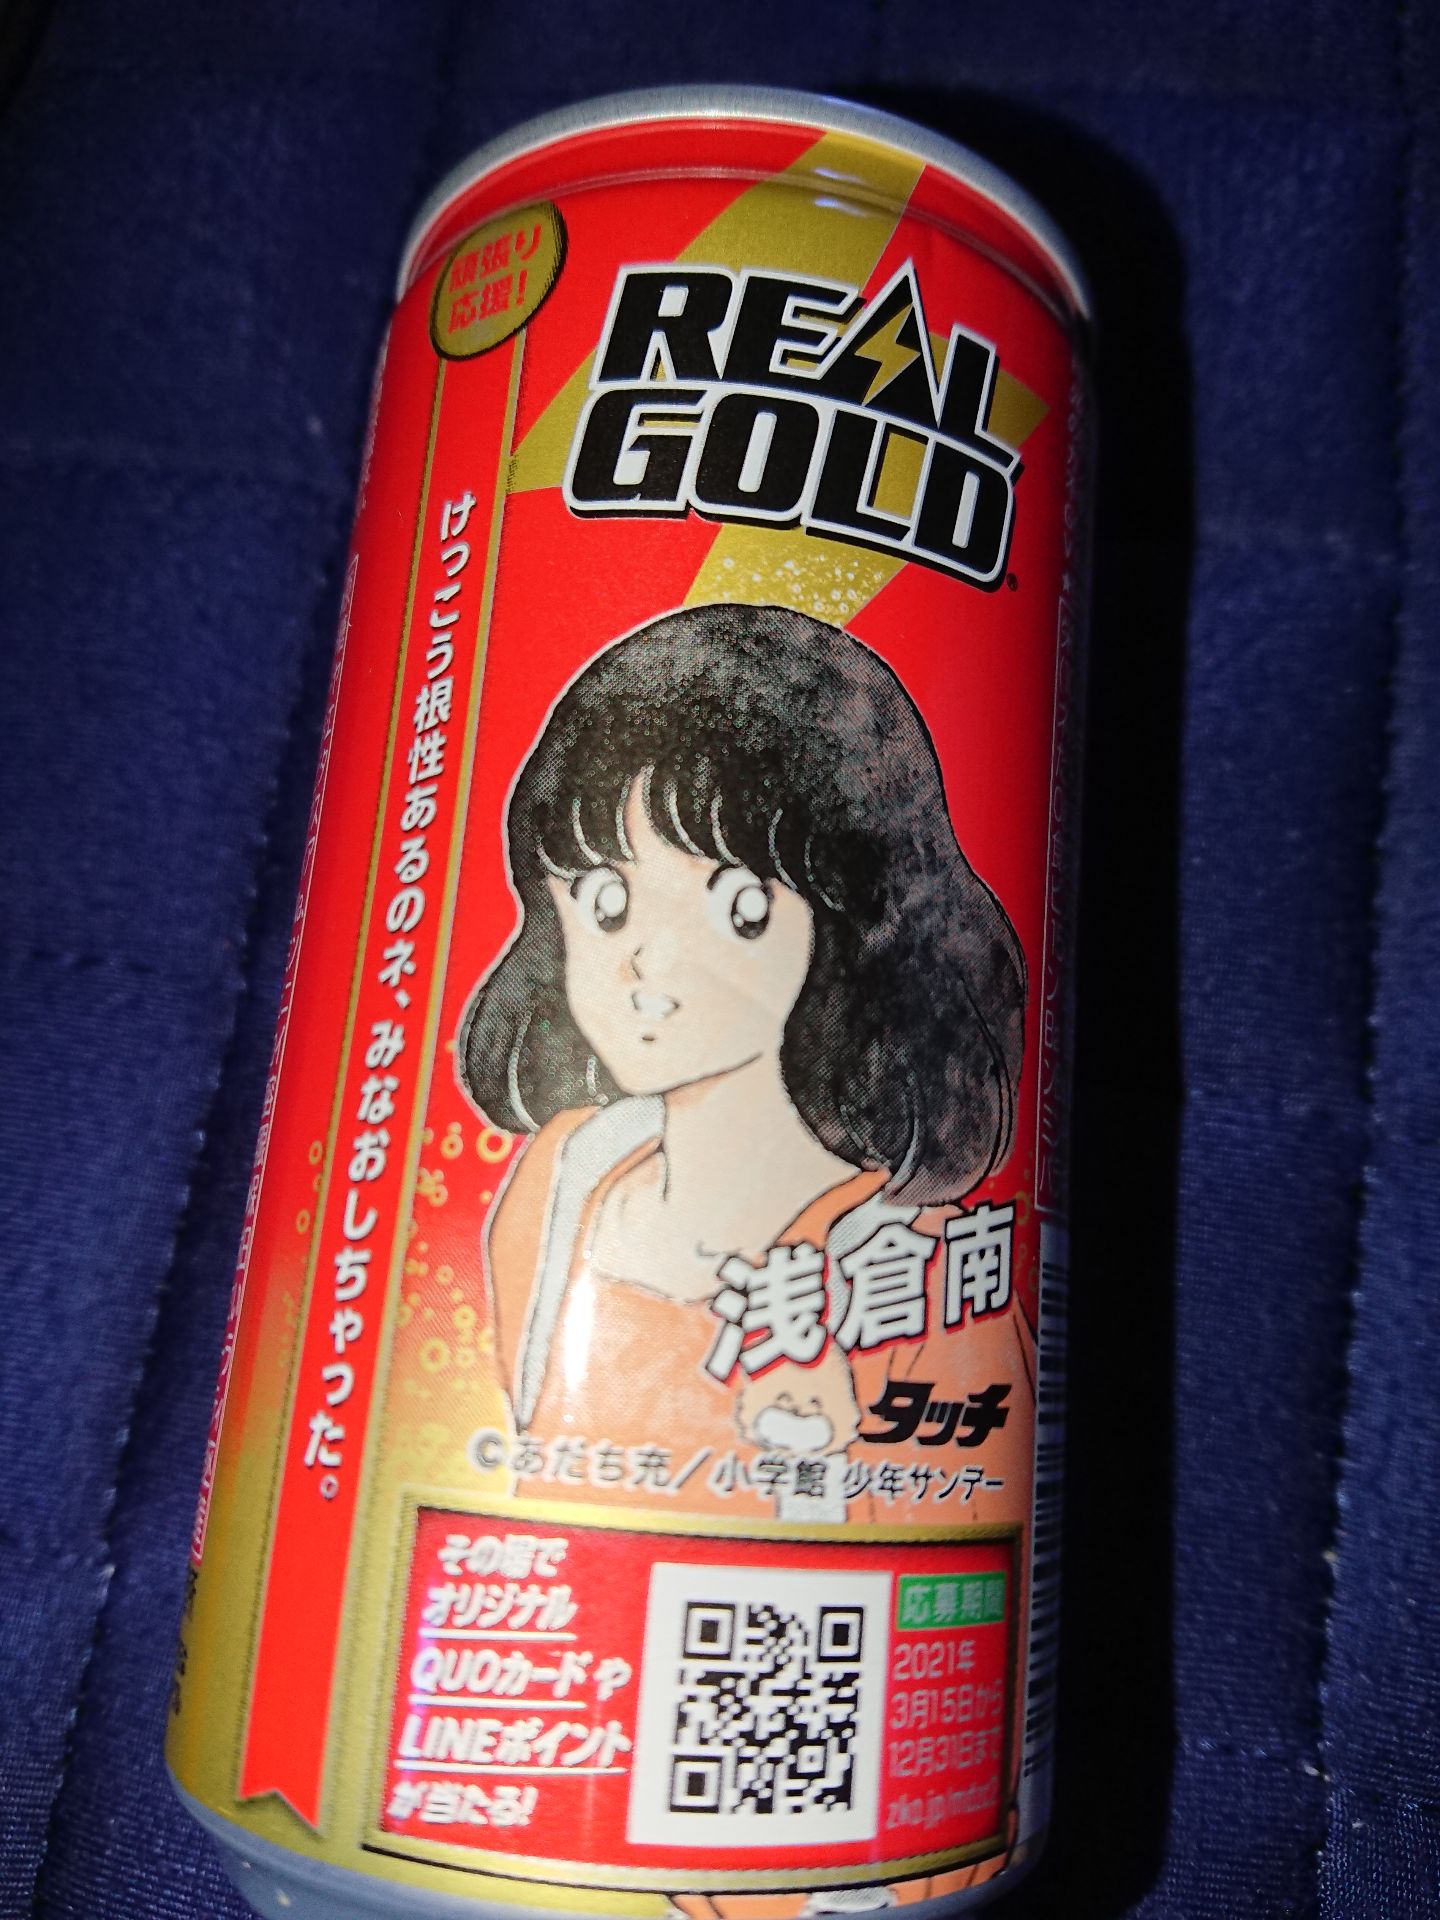 頑張り
応援!
REAL
GOLD
®
けっこう根性あるのネ、みなおしちゃった。
浅倉南
タッチ
©あだち充/小学館 少年サンデー
その場で
オリジナル
QUOカードや
LINEポイント
が当たる!
応募期間
2021年
3月15日から
12月31日まで